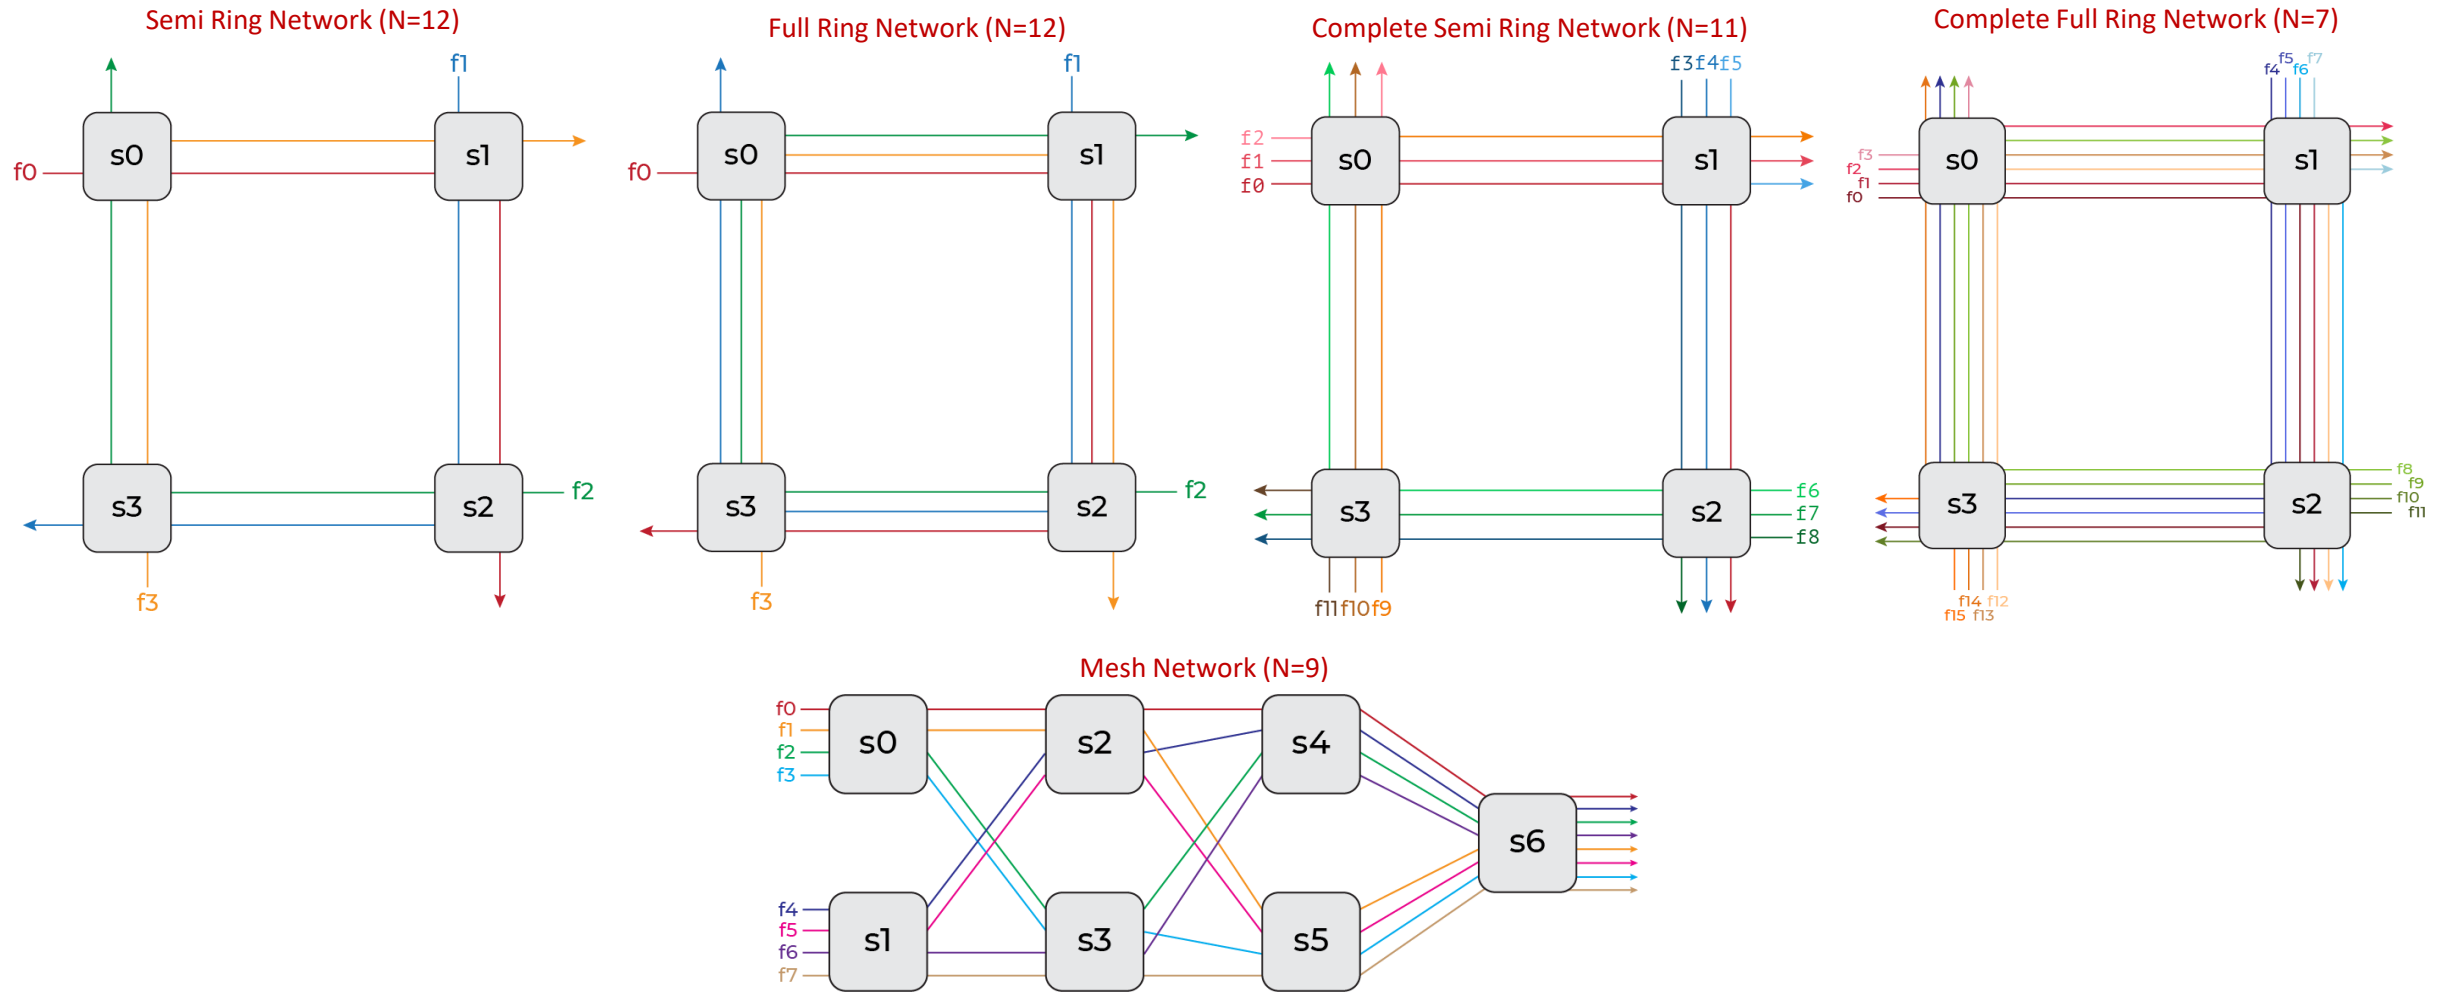 Semi Ring Network (N=12)
f1
s0
s1
f0
s3
s2
f2
f3
Full Ring Network (N=12)
f1
s0
s1
f0
s3
s2
f2
f3
Complete Semi Ring Network (N=11)
f3 f4 f5
f2
f1
f0
s0
s1
s3
s2
f6
f7
f8
f11 f10 f9
Complete Full Ring Network (N=7)
f4 f5 f6 f7
f3
f2
f1
f0
s0
s1
s3
s2
f8
f9
f10
f11
f14 f12
f15 f13
Mesh Network (N=9)
f0
f1
f2
f3
s0
s2
s4
s6
f4
f5
f6
f7
s1
s3
s5